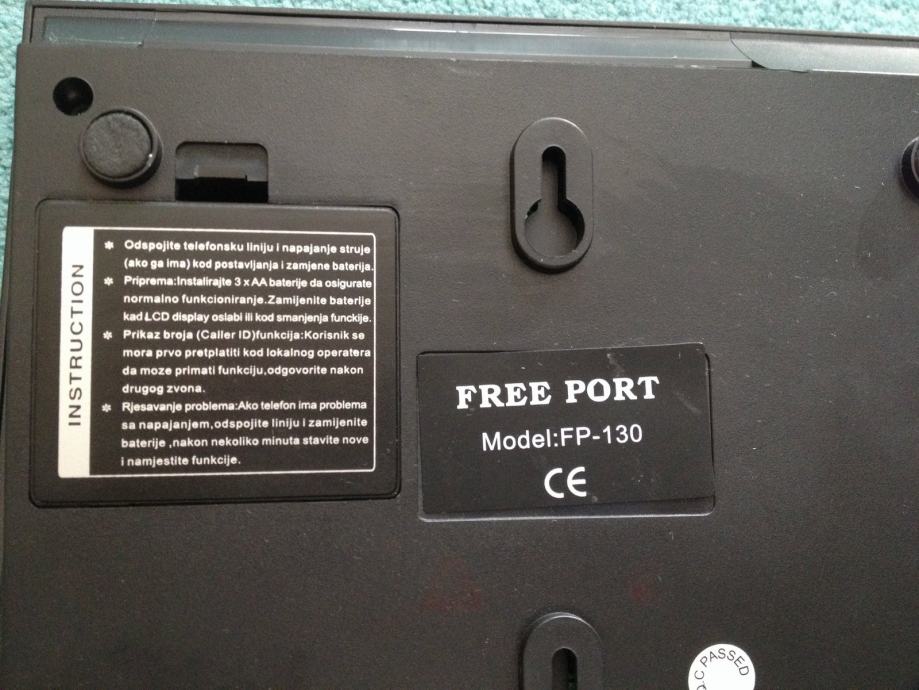 INSTRUCTION
* Odspojite telefonsku liniju i napajanje struje
(ako ga ima) kod postavljanja i zamjene baterija.
* Priprema:Instalirajte 3 x AA baterije da osigurate
normalno funkcioniranje.Zamijenite baterije
kad LCD display oslabi ili kod smanjenja funckije.
* Prikaz broja (Caller ID)funkcija:Korisnik se
mora prvo pretplatiti kod lokalnog operatera
da moze primati funkciju,odgovorite nakon
drugog zvona.
* Rjesavanje problema:Ako telefon ima problema
sa napajanjem,odspojite liniju i zamijenite
baterije ,nakon nekoliko minuta stavite nove
i namjestite funkcije.
FREE PORT
Model:FP-130
CE
Q.C PASSED